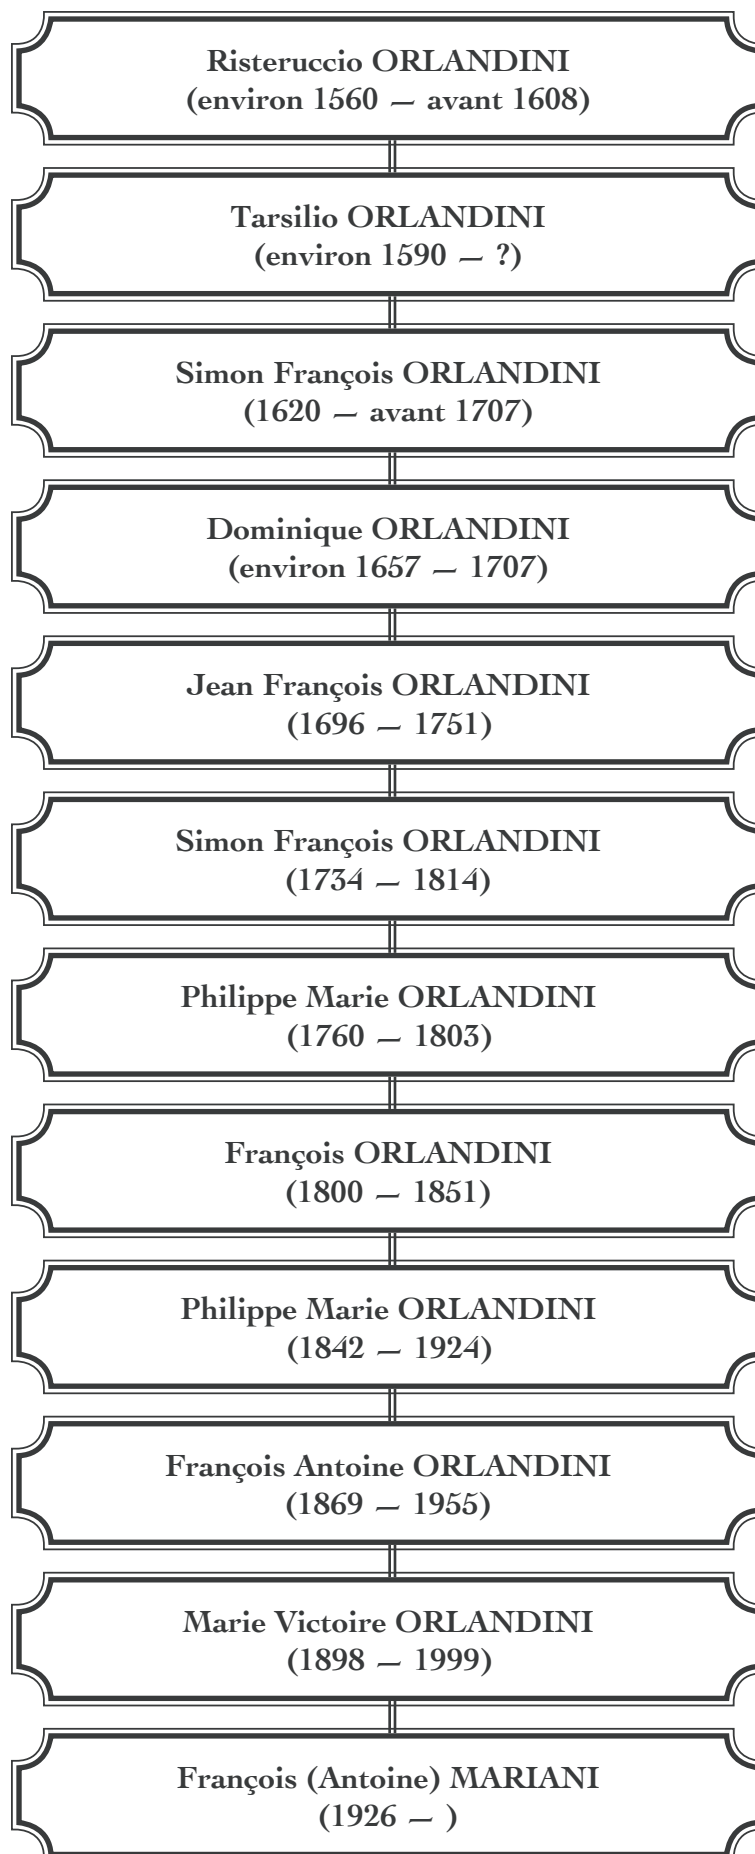 Risteruccio ORLANDINI
(environ 1560 – avant 1608)
Tarsilio ORLANDINI
(environ 1590 – ?)
Simon François ORLANDINI
(1620 – avant 1707)
Dominique ORLANDINI
(environ 1657 – 1707)
Jean François ORLANDINI
(1696 – 1751)
Simon François ORLANDINI
(1734 – 1814)
Philippe Marie ORLANDINI
(1760 – 1803)
François ORLANDINI
(1800 – 1851)
Philippe Marie ORLANDINI
(1842 – 1924)
François Antoine ORLANDINI
(1869 – 1955)
Marie Victoire ORLANDINI
(1898 – 1999)
François (Antoine) MARIANI
(1926 – )